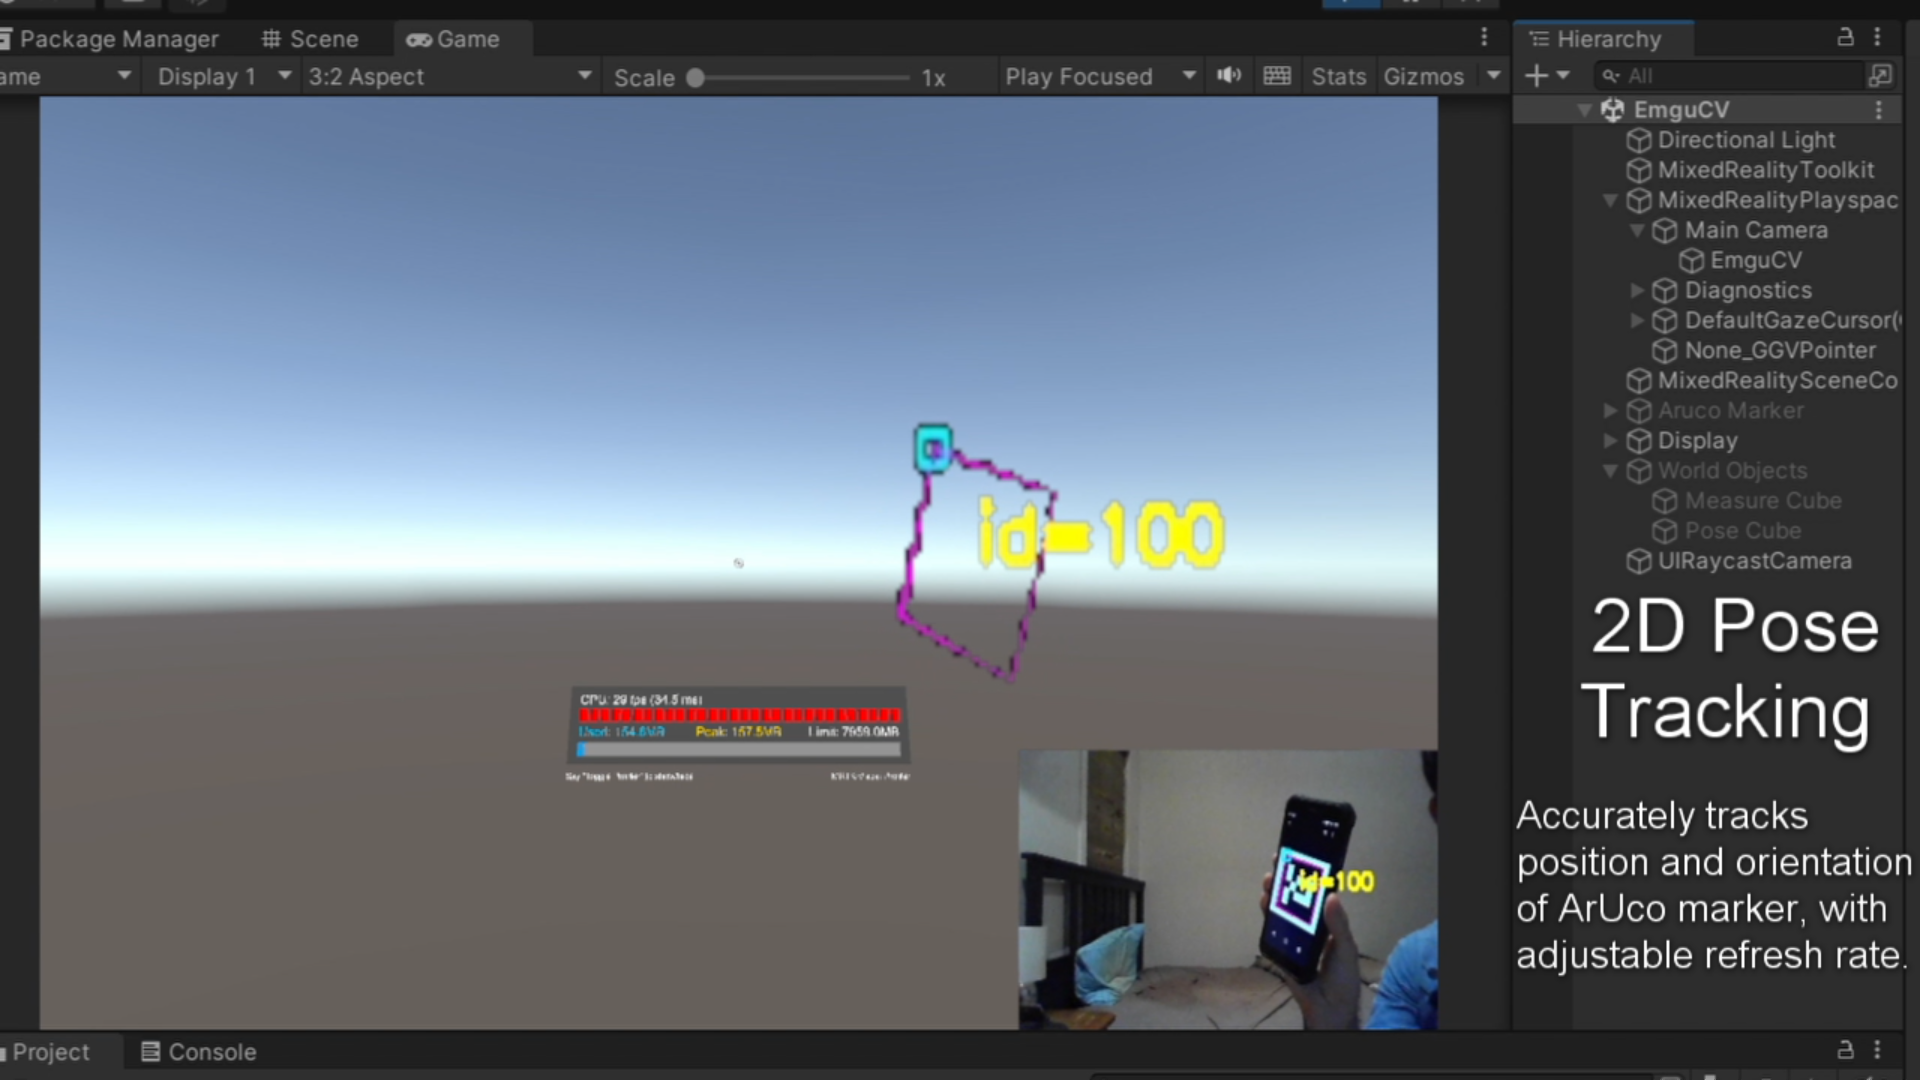 Package Manager
Scene
Game
Hierarchy
ame
Display 1
3:2 Aspect
Scale
1x
Play Focused
Stats
Gizmos
All
EmguCV
Directional Light
MixedRealityToolkit
MixedRealityPlayspac
Main Camera
EmguCV
Diagnostics
DefaultGazeCursor(
None_GGVPointer
MixedRealitySceneCo
Aruco Marker
Display
World Objects
Measure Cube
Pose Cube
UIRaycastCamera
id=100
CPU: 29 fps (34.5 ms)
Used: 154.6MB Peak: 157.5MB Limit: 7959.0MB
id=100
2D Pose
Tracking
Accurately tracks
position and orientation
of ArUco marker, with
adjustable refresh rate.
Project
Console